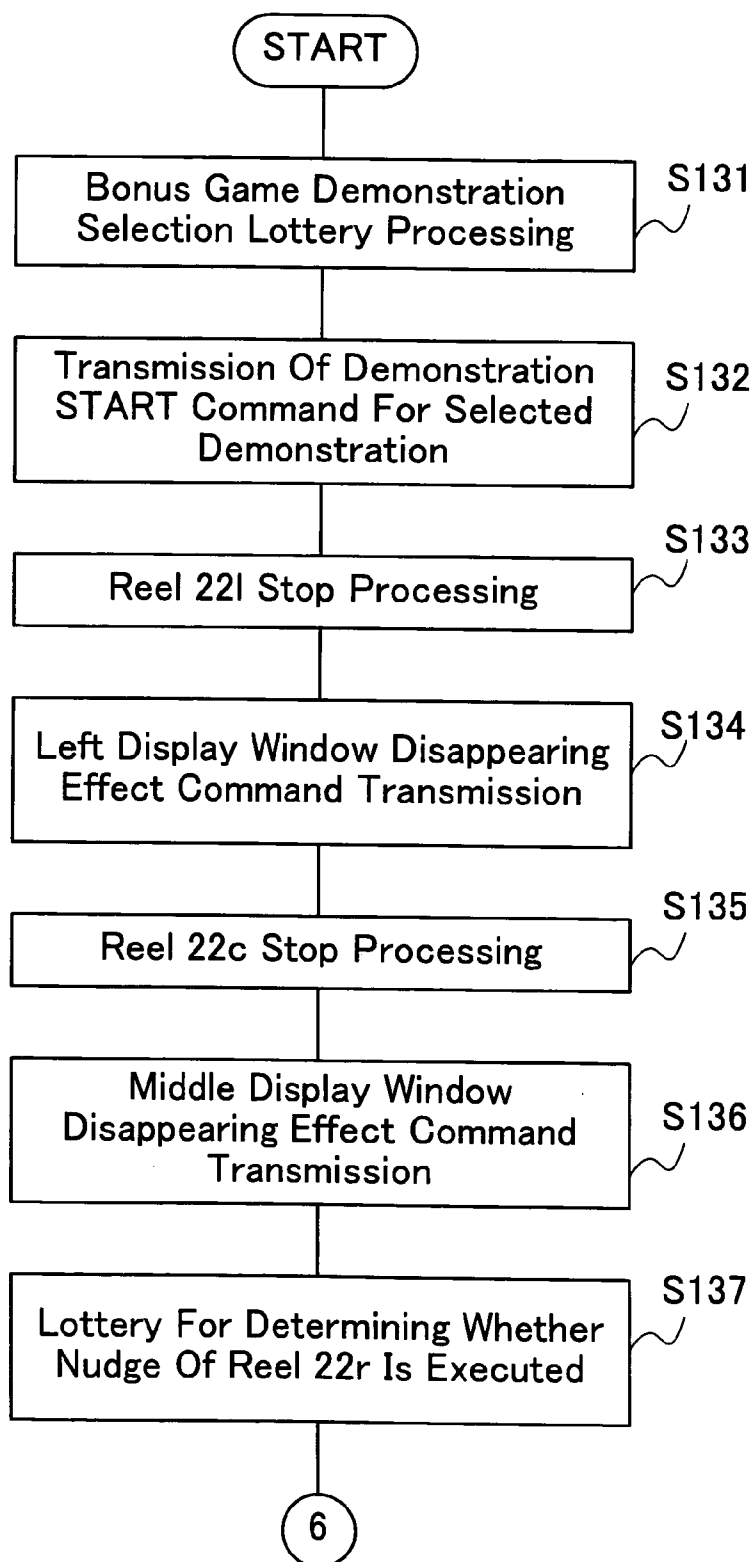 START
Bonus Game Demonstration
Selection Lottery Processing
S131
Transmission Of Demonstration
START Command For Selected
Demonstration
S132
Reel 22l Stop Processing
S133
Left Display Window Disappearing
Effect Command Transmission
S134
Reel 22c Stop Processing
S135
Middle Display Window
Disappearing Effect Command
Transmission
S136
Lottery For Determining Whether
Nudge Of Reel 22r Is Executed
S137
6